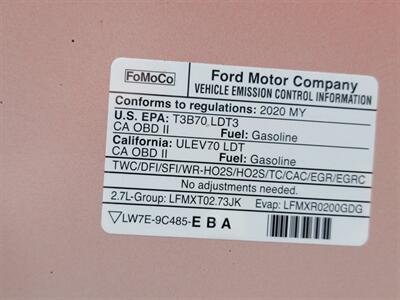 FoMoCo
Ford Motor Company
VEHICLE EMISSION CONTROL INFORMATION
Conforms to regulations: 2020 MY
U.S. EPA: T3B70 LDT3
CA OBD II Fuel: Gasoline
California: ULEV70 LDT
CA OBD II Fuel: Gasoline
TWC/DFI/SFI/WR-HO2S/HO2S/TC/CAC/EGR/EGRC
No adjustments needed.
2.7L-Group: LFMXT02.73JK Evap: LFMXR0200GDG
LW7E-9C485-EBA